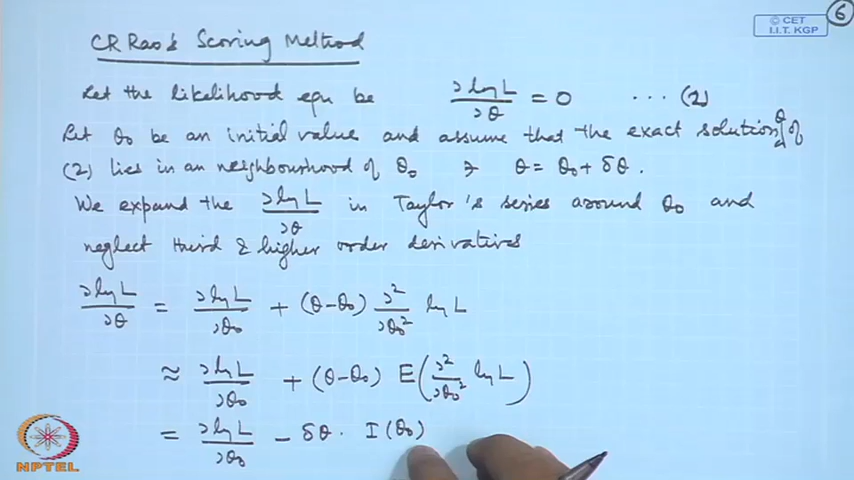 6
© CET
I.I.T. KGP
CR Rao's Scoring Method
Let the likelihood eqn be ∂ log L / ∂θ = 0 ... (2)
Let θ₀ be an initial value and assume that the exact solution θ of
(2) lies in an neighbourhood of θ₀ ∋ θ = θ₀ + δθ.
We expand the ∂ log L / ∂θ in Taylor's series around θ₀ and
neglect third & higher order derivatives
∂ log L / ∂θ = ∂ log L / ∂θ₀ + (θ-θ₀) ∂² / ∂θ₀² log L
≈ ∂ log L / ∂θ₀ + (θ-θ₀) E(∂² / ∂θ₀² log L)
= ∂ log L / ∂θ₀ - δθ . I(θ₀)
NPTEL